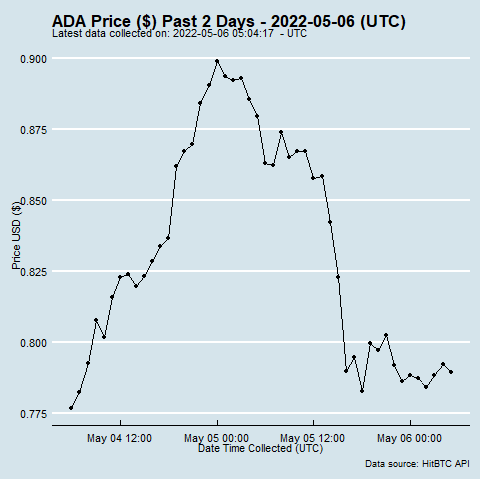 ADA Price ($) Past 2 Days - 2022-05-06 (UTC)
Latest data collected on: 2022-05-06 05:04:17 - UTC
0.900
0.875
0.850
0.825
0.800
0.775
Price USD ($)
May 04 12:00
May 05 00:00
May 05 12:00
May 06 00:00
Date Time Collected (UTC)
Data source: HitBTC API